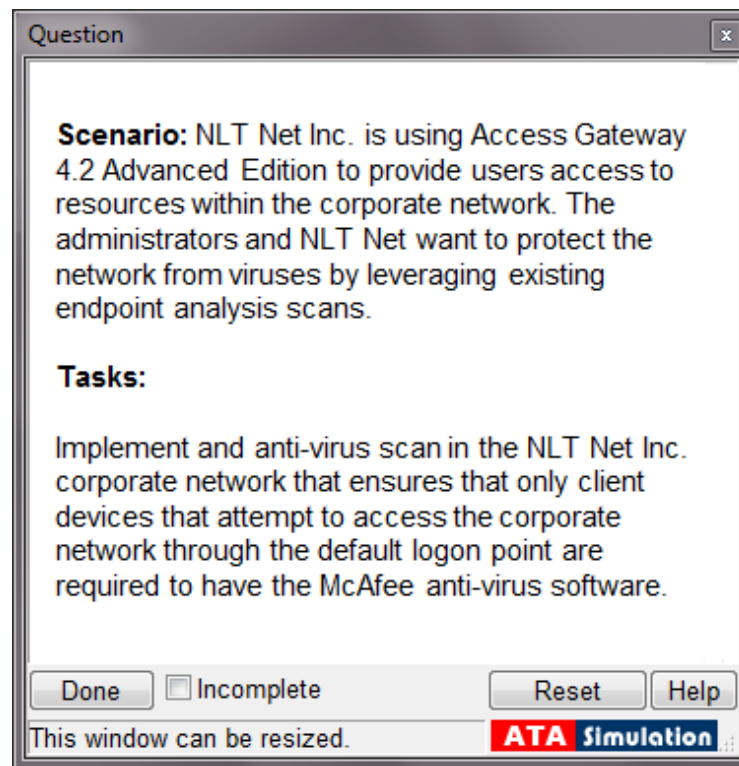 Question
x
Scenario: NLT Net Inc. is using Access Gateway
4.2 Advanced Edition to provide users access to
resources within the corporate network. The
administrators and NLT Net want to protect the
network from viruses by leveraging existing
endpoint analysis scans.
Tasks:
Implement and anti-virus scan in the NLT Net Inc.
corporate network that ensures that only client
devices that attempt to access the corporate
network through the default logon point are
required to have the McAfee anti-virus software.
Done Incomplete Reset Help
This window can be resized. ATA Simulation